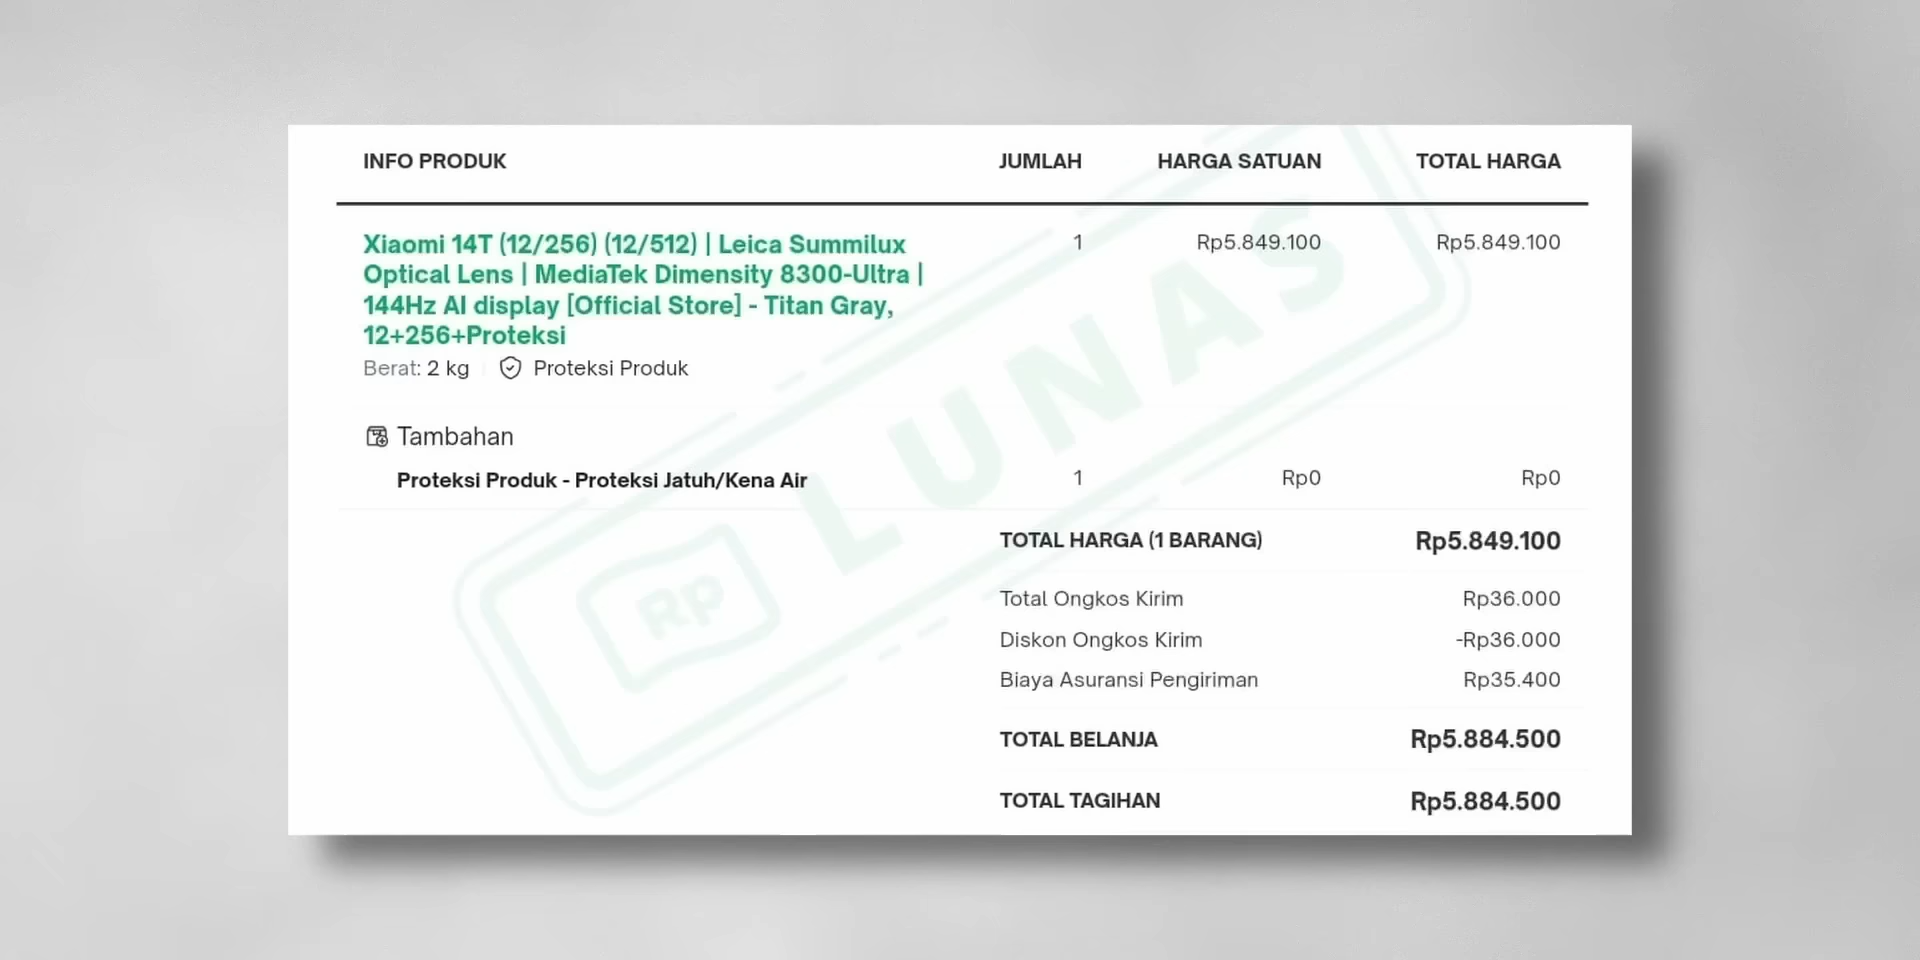 INFO PRODUK JUMLAH HARGA SATUAN TOTAL HARGA
Xiaomi 14T (12/256) (12/512) | Leica Summilux 1 Rp5.849.100 Rp5.849.100
Optical Lens | MediaTek Dimensity 8300-Ultra |
144Hz AI display [Official Store] - Titan Gray,
12+256+Proteksi
Berat: 2 kg Proteksi Produk
Tambahan
Proteksi Produk - Proteksi Jatuh/Kena Air 1 Rp0 Rp0
TOTAL HARGA (1 BARANG) Rp5.849.100
Total Ongkos Kirim Rp36.000
Diskon Ongkos Kirim -Rp36.000
Biaya Asuransi Pengiriman Rp35.400
TOTAL BELANJA Rp5.884.500
TOTAL TAGIHAN Rp5.884.500
Rp LUNAS